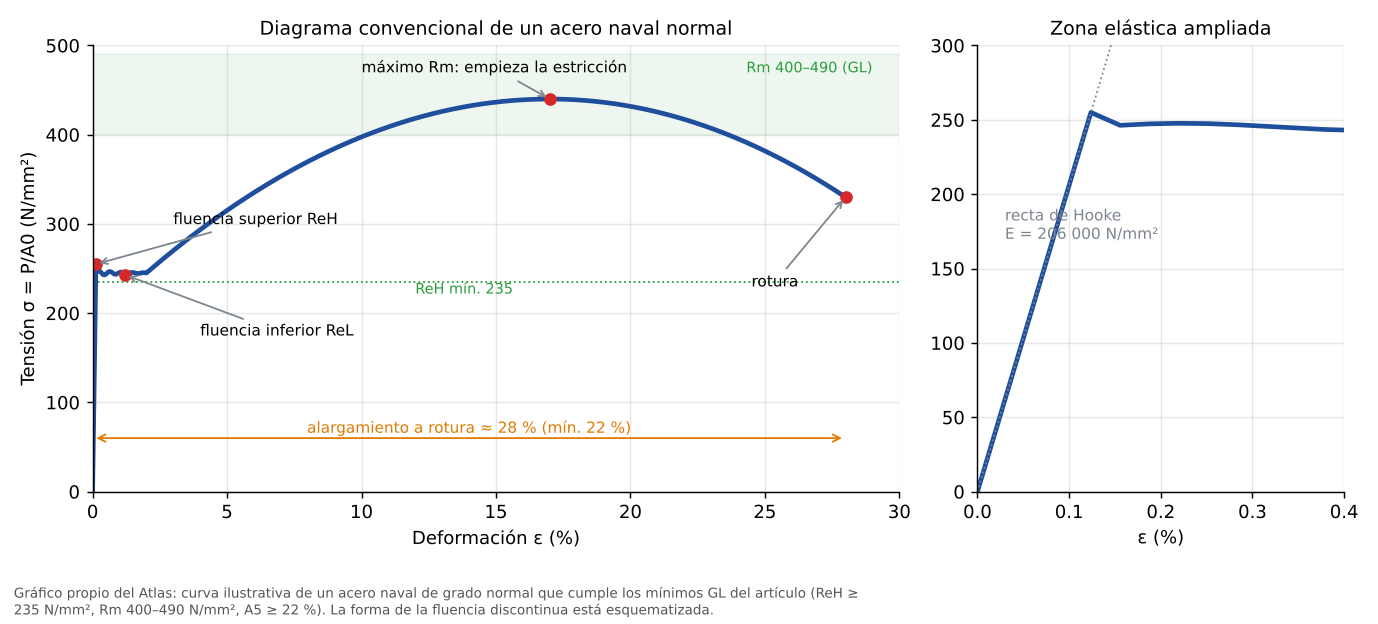 Diagrama convencional de un acero naval normal
500
400
300
200
100
0
Tensión σ = P/A0 (N/mm²)
máximo Rm: empieza la estricción
Rm 400–490 (GL)
fluencia superior ReH
rotura
ReH mín. 235
fluencia inferior ReL
alargamiento a rotura ≈ 28 % (mín. 22 %)
0 5 10 15 20 25 30
Deformación ε (%)
Zona elástica ampliada
300
250
200
150
100
50
0
recta de Hooke
E = 206 000 N/mm²
0.0 0.1 0.2 0.3 0.4
ε (%)
Gráfico propio del Atlas: curva ilustrativa de un acero naval de grado normal que cumple los mínimos GL del artículo (ReH ≥
235 N/mm², Rm 400–490 N/mm², A5 ≥ 22 %). La forma de la fluencia discontinua está esquematizada.